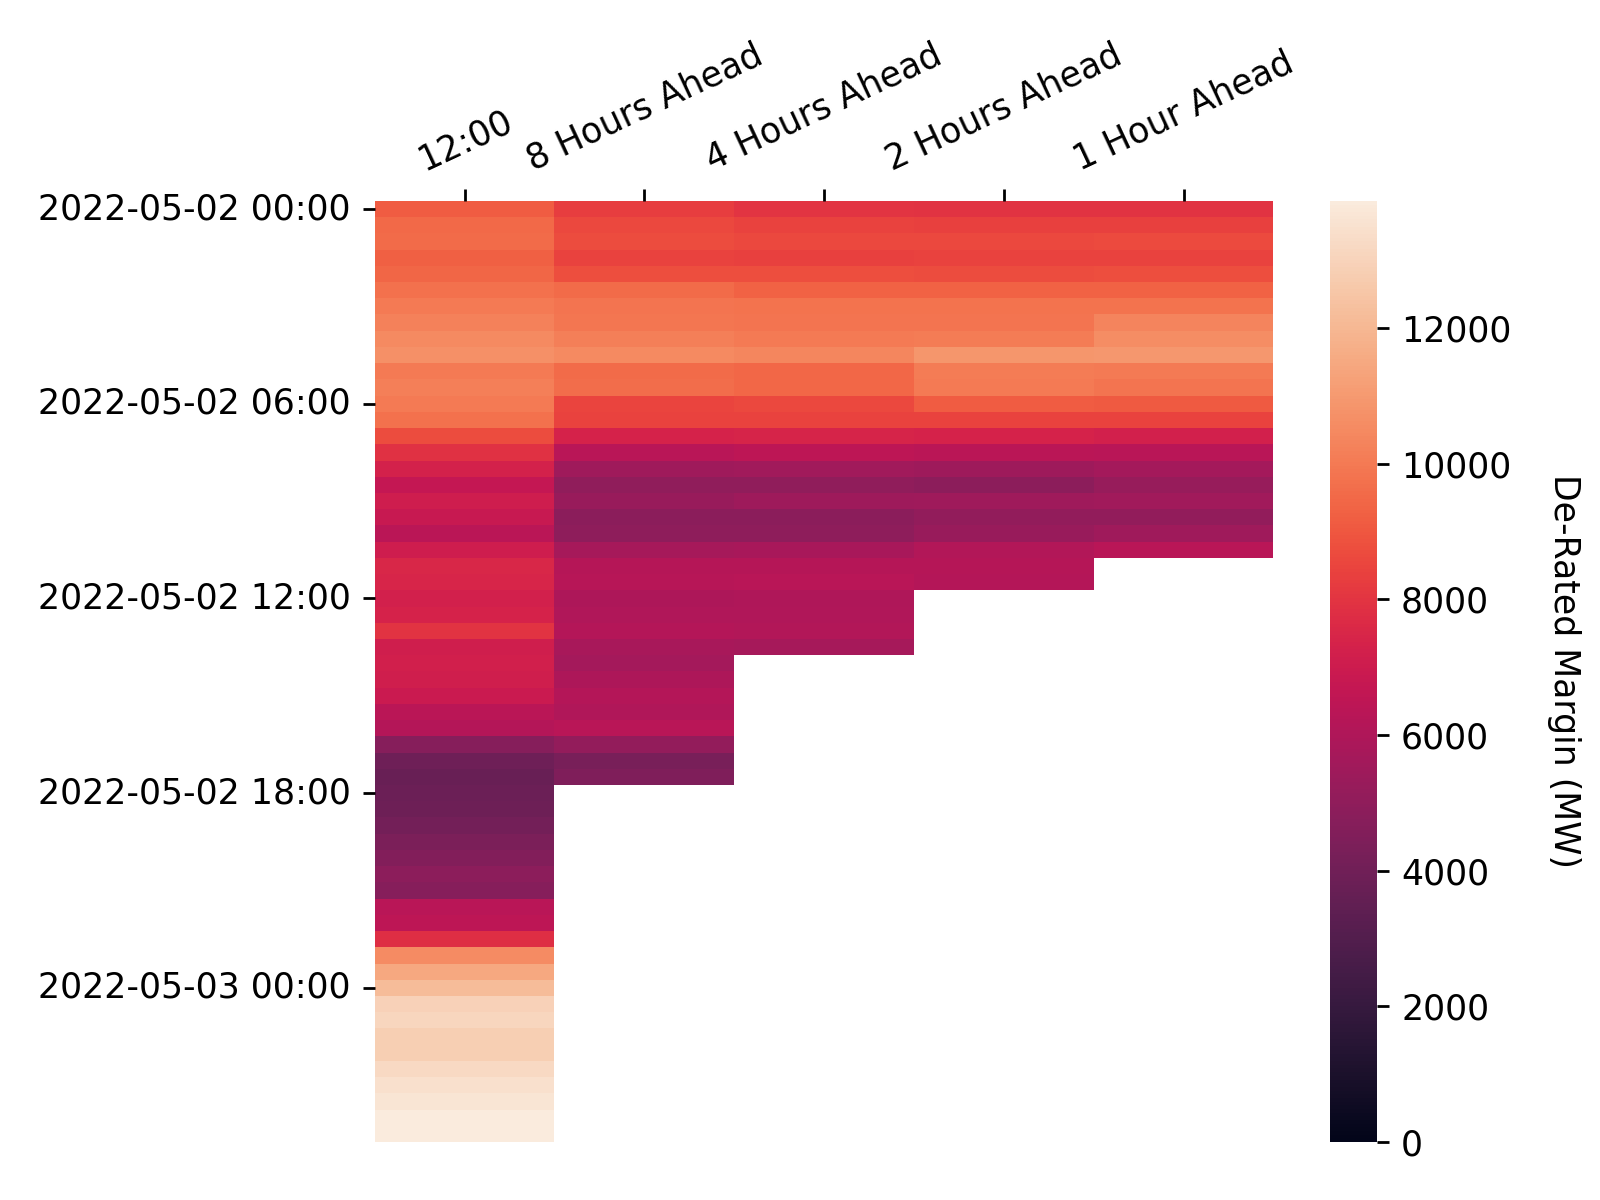 12:00
8 Hours Ahead
4 Hours Ahead
2 Hours Ahead
1 Hour Ahead
2022-05-02 00:00
2022-05-02 06:00
2022-05-02 12:00
2022-05-02 18:00
2022-05-03 00:00
12000
10000
8000
6000
4000
2000
0
De-Rated Margin (MW)